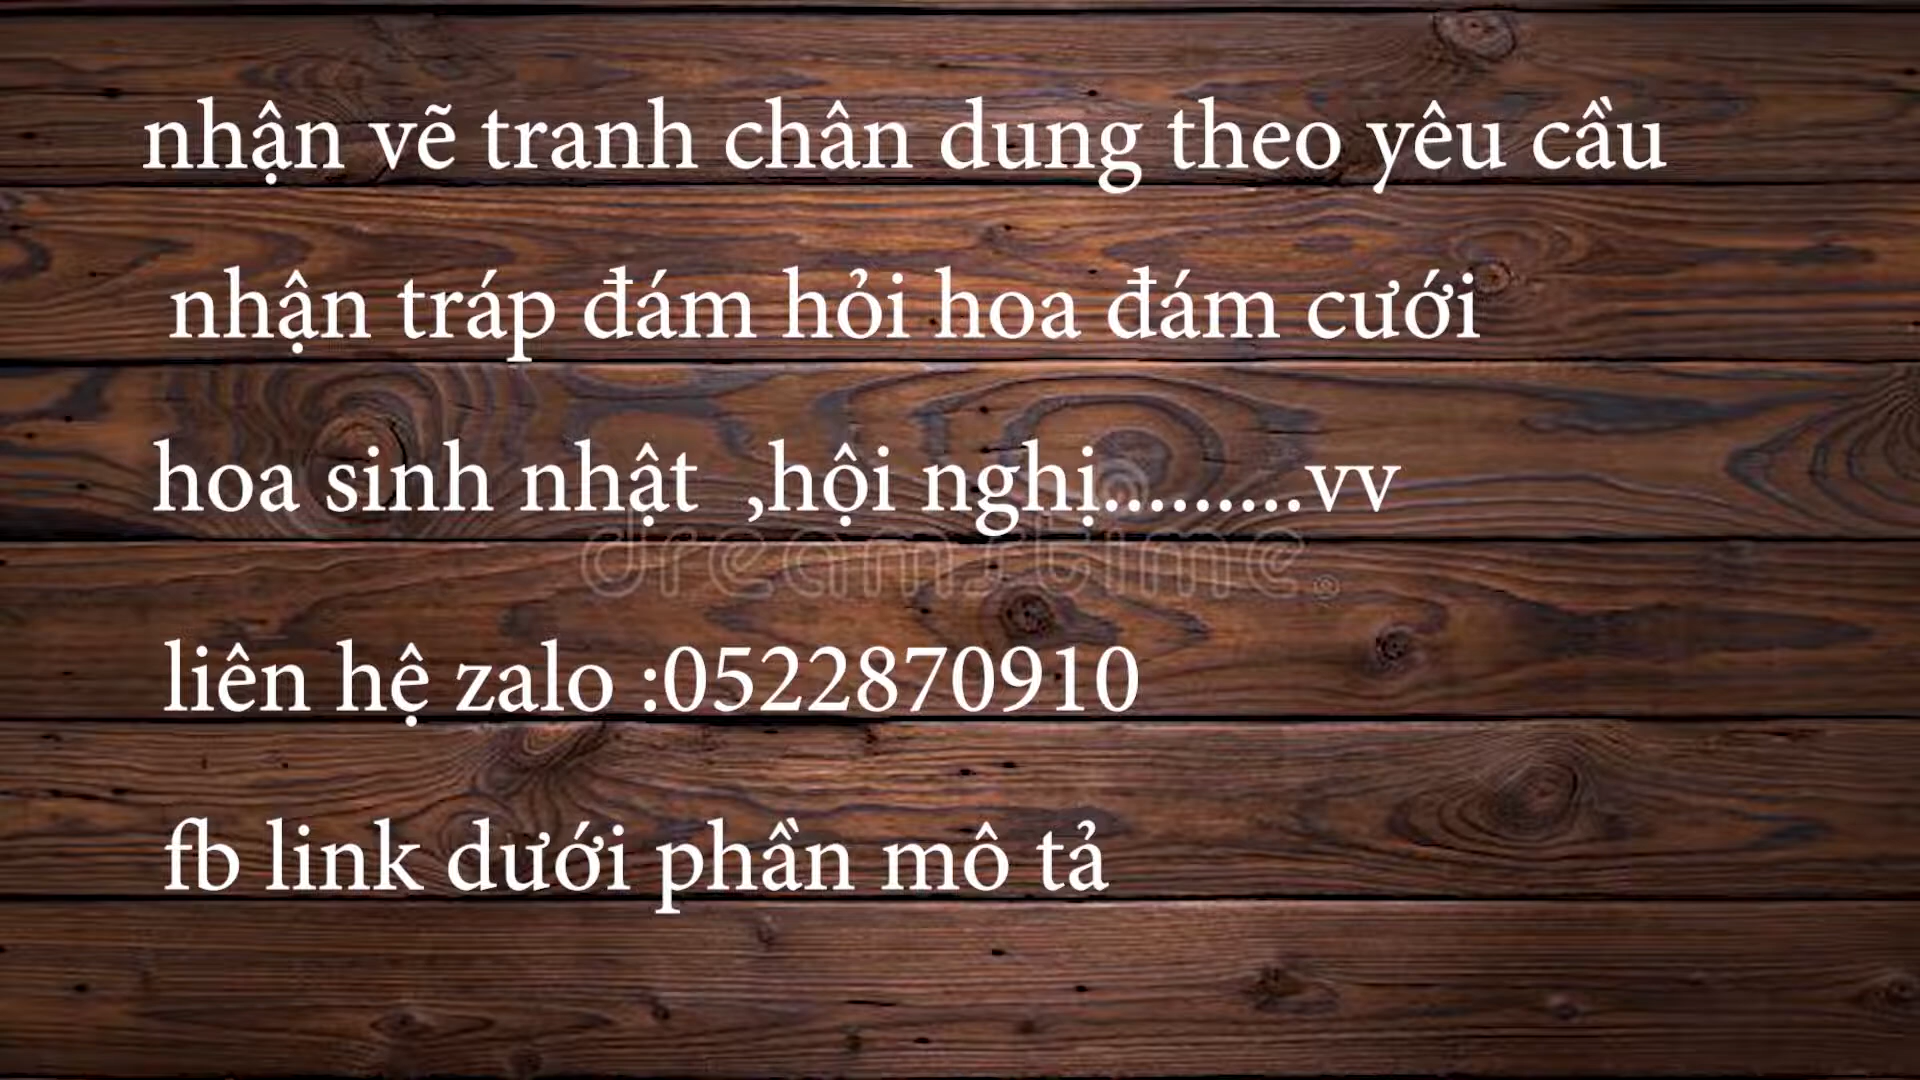 nhận vẽ tranh chân dung theo yêu cầu
nhận tráp đám hỏi hoa đám cưới
hoa sinh nhật ,hội nghị.........vv
dreamstime.
liên hệ zalo :0522870910
fb link dưới phần mô tả